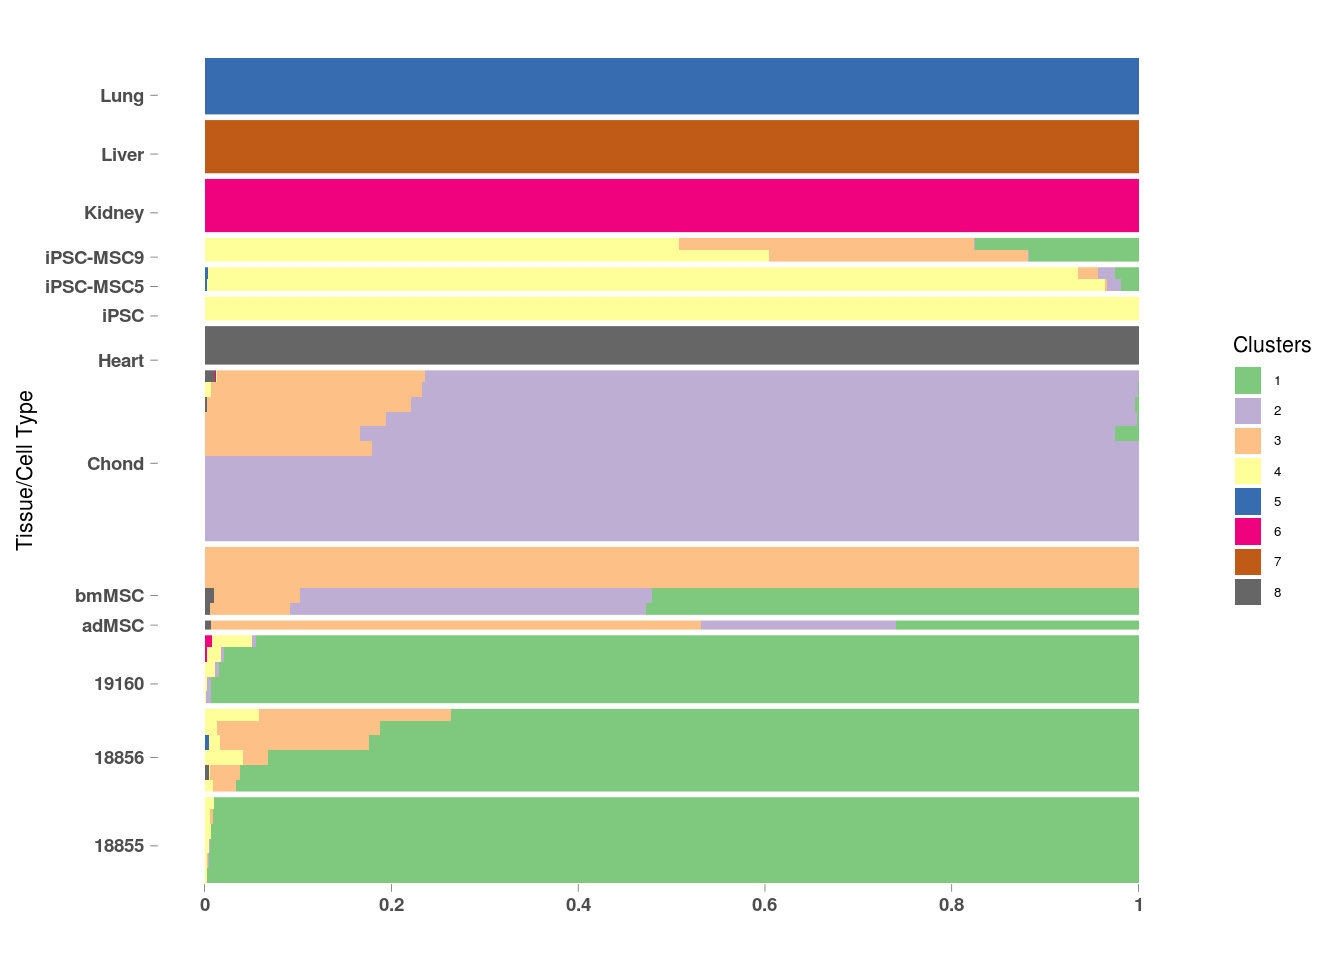 Tissue/Cell Type
Lung
Liver
Kidney
iPSC-MSC9
iPSC-MSC5
iPSC
Heart
Chond
bmMSC
adMSC
19160
18856
18855
0 0.2 0.4 0.6 0.8 1
Clusters
1
2
3
4
5
6
7
8